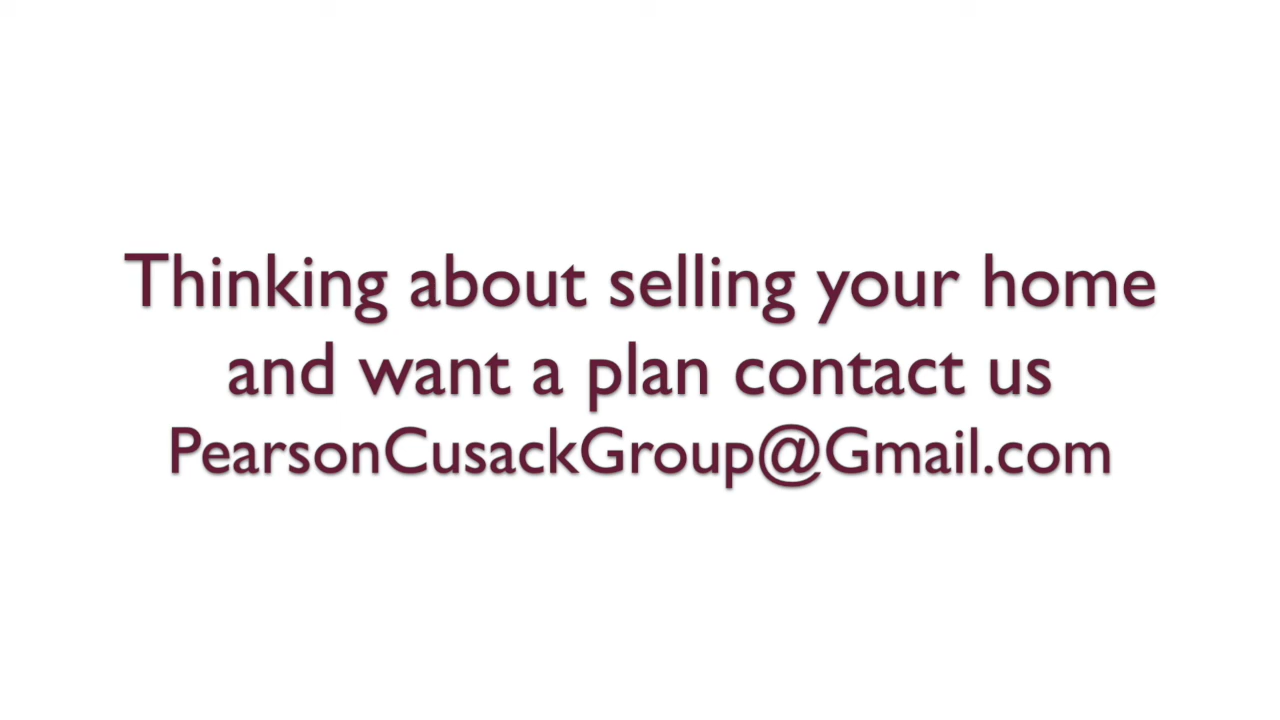 Thinking about selling your home
and want a plan contact us
PearsonCusackGroup@Gmail.com